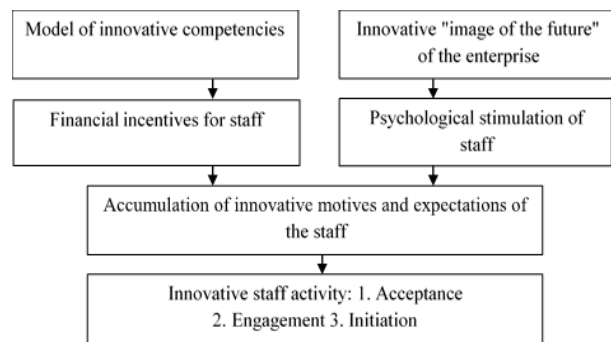 Model of innovative competencies
Innovative "image of the future"
of the enterprise
Financial incentives for staff
Psychological stimulation of
staff
Accumulation of innovative motives and expectations of
the staff
Innovative staff activity: 1. Acceptance
2. Engagement 3. Initiation